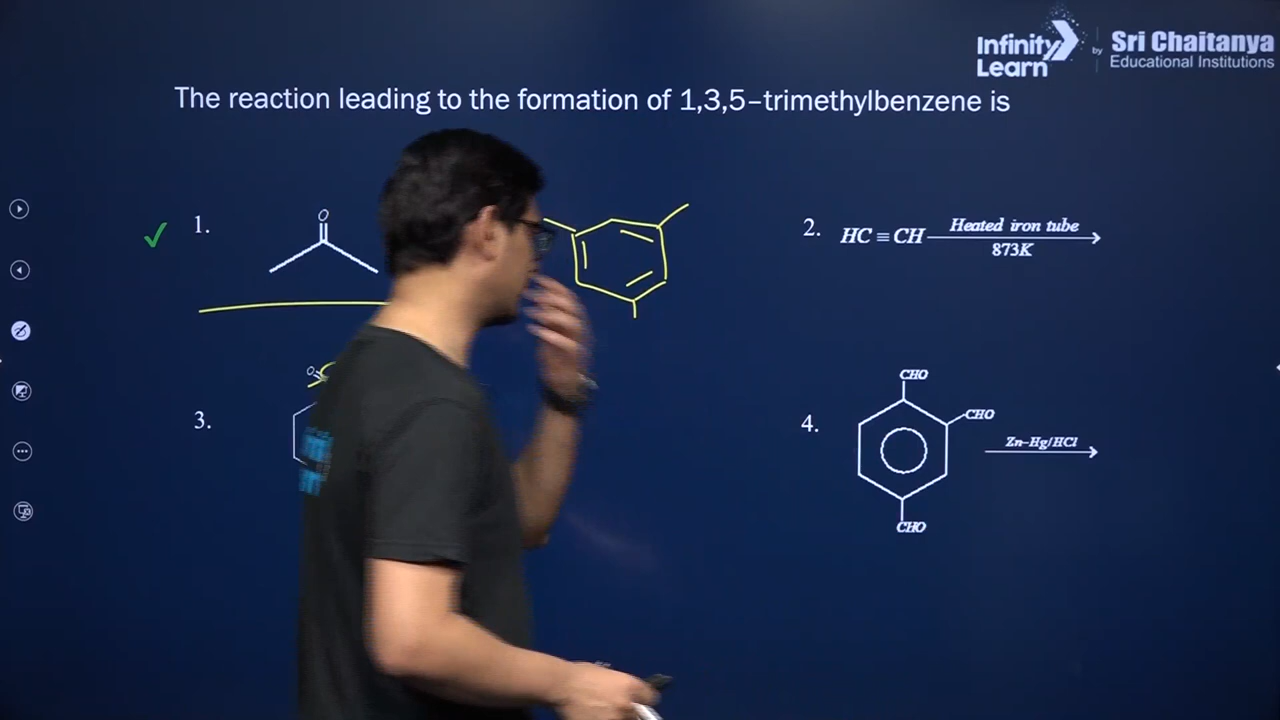 Infinity Learn
by
Sri Chaitanya
Educational Institutions
The reaction leading to the formation of 1,3,5–trimethylbenzene is
1.
O
2.
HC ≡ CH
Heated iron tube
873K
3.
O
4.
CHO
CHO
Zn–Hg/HCl
CHO